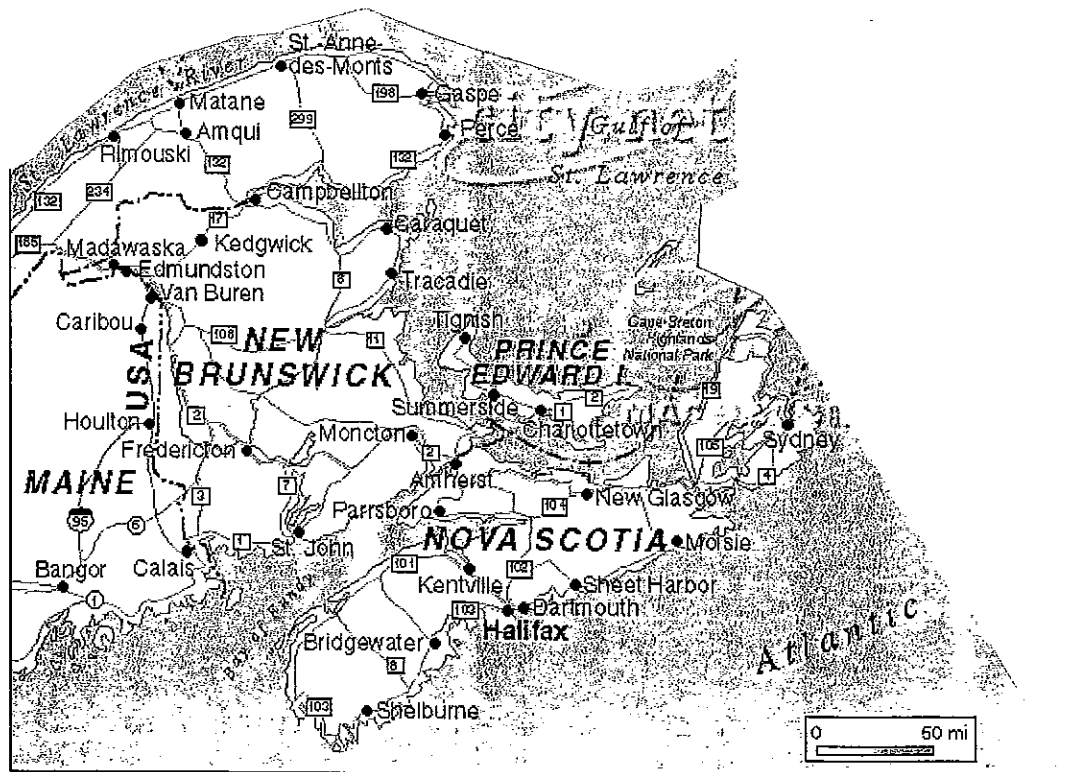 St.-Anne-
des-Monts
St. Lawrence River
198
Gaspe
Matane
299
Gulf of
St. Lawrence
Amqui
Perce
Rimouski
132
132
234
132
Campbellton
17
Caraquet
185
Madawaska
Kedgwick
Edmundston
8
Tracadie
Van Buren
Caribou
108
NEW
BRUNSWICK
11
Tignish
Cape Breton
Highlands
National Park
PRINCE
EDWARD I.
19
USA
Summerside
1
2
Charlottetown
Houlton
2
Moncton
Fredericton
2
105
Sydney
4
Amherst
MAINE
3
7
New Glasgow
104
Parrsboro
95
6
1
St. John
NOVA SCOTIA
Moisie
Calais
101
Kentville
102
Sheet Harbor
Bangor
1
103
Dartmouth
Halifax
Bay of Fundy
Bridgewater
8
Atlantic
103
Shelburne
0
50 mi